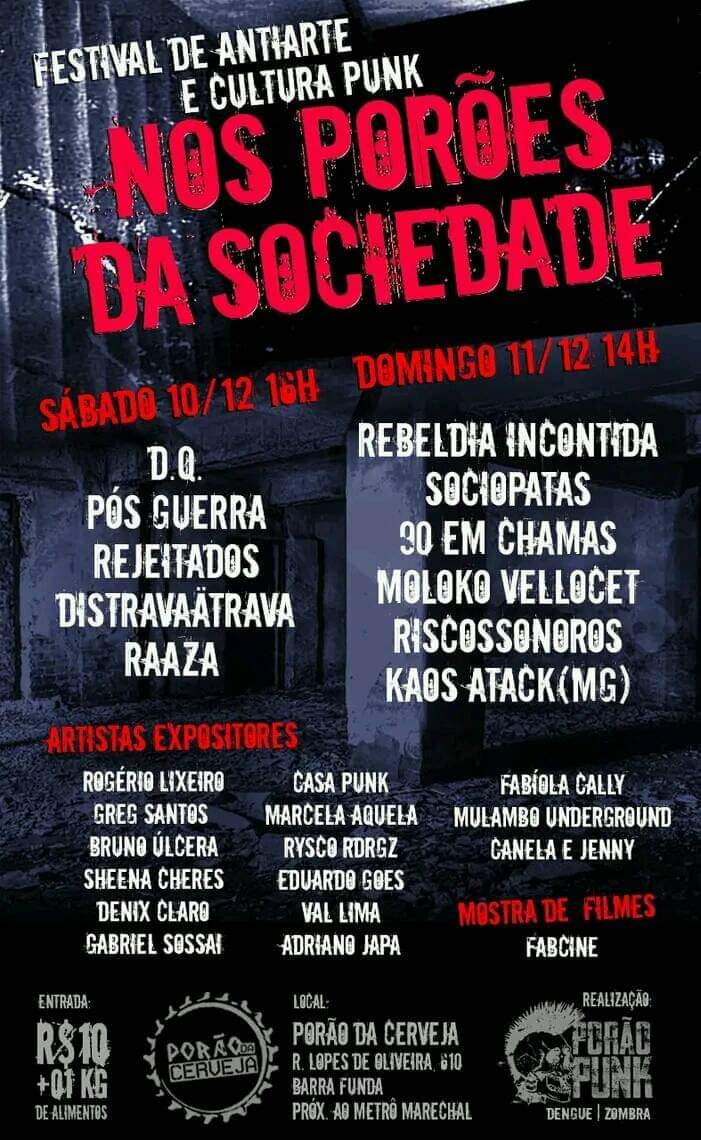 FESTIVAL DE ANTIARTE
E CULTURA PUNK
NOS PORÕES
DA SOCIEDADE
SÁBADO 10/12 16H
D.Q.
PÓS GUERRA
REJEITADOS
DISTRAVAÄTRAVA
RAAZA
DOMINGO 11/12 14H
REBELDIA INCONTIDA
SOCIOPATAS
90 EM CHAMAS
MOLOKO VELLOCET
RISCOSSONOROS
KAOS ATACK(MG)
ARTISTAS EXPOSITORES
ROGÉRIO LIXEIRO
GREG SANTOS
BRUNO ÚLCERA
SHEENA CHERES
DENIX CLARO
GABRIEL SOSSAI
CASA PUNK
MARCELA AQUELA
RYSCO RDRGZ
EDUARDO GOES
VAL LIMA
ADRIANO JAPA
FABÍOLA CALLY
MULAMBO UNDERGROUND
CANELA E JENNY
MOSTRA DE FILMES
FABCINE
ENTRADA:
R$10
+01 KG
DE ALIMENTOS
PORÃO DA
CERVEJA
LOCAL:
PORÃO DA CERVEJA
R. LOPES DE OLIVEIRA, 610
BARRA FUNDA
PRÓX. AO METRÔ MARECHAL
REALIZAÇÃO:
PORÃO
PUNK
DENGUE | ZOMBRA